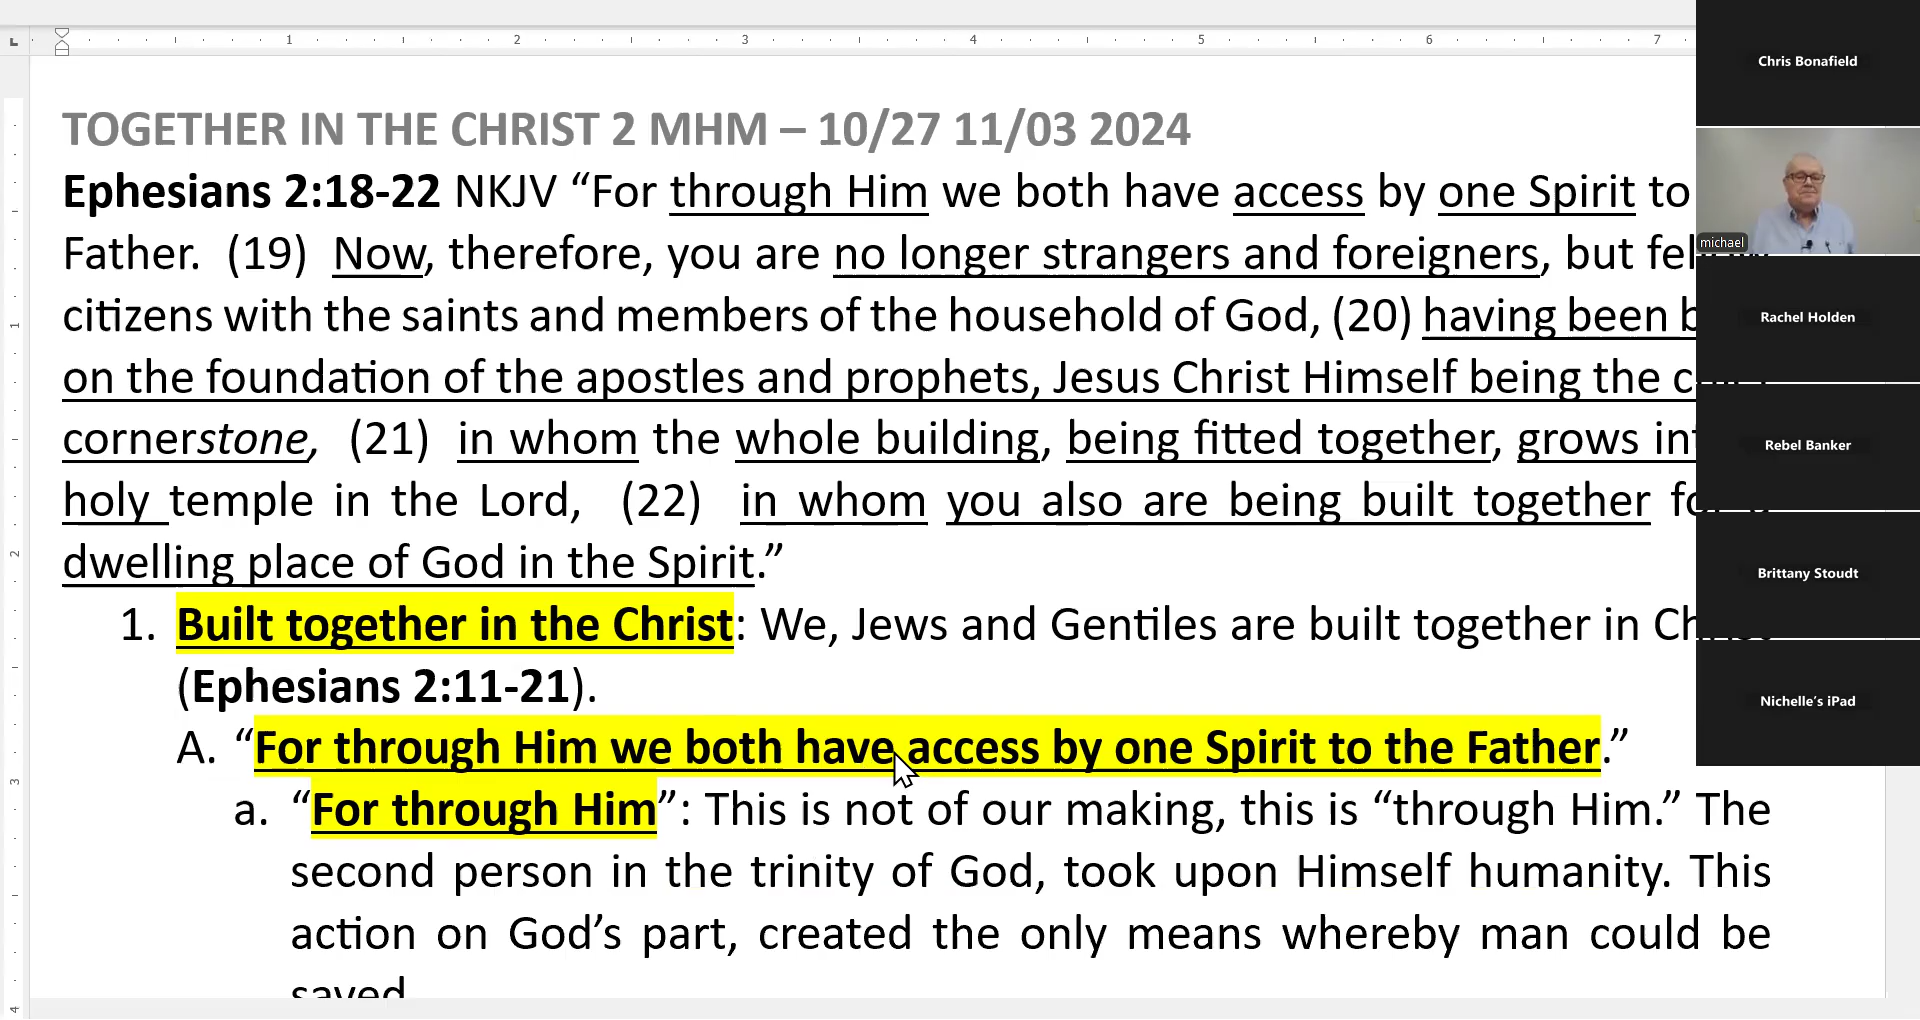 1 2 3 4 5 6 7
TOGETHER IN THE CHRIST 2 MHM – 10/27 11/03 2024
Ephesians 2:18-22 NKJV “For through Him we both have access by one Spirit to
Father. (19) Now, therefore, you are no longer strangers and foreigners, but
citizens with the saints and members of the household of God, (20) having been
on the foundation of the apostles and prophets, Jesus Christ Himself being the
cornerstone, (21) in whom the whole building, being fitted together, grows
holy temple in the Lord, (22) in whom you also are being built together
dwelling place of God in the Spirit.”
1. Built together in the Christ: We, Jews and Gentiles are built together in
(Ephesians 2:11-21).
A. “For through Him we both have access by one Spirit to the Father.”
a. “For through Him”: This is not of our making, this is “through Him.” The
second person in the trinity of God, took upon Himself humanity. This
action on God’s part, created the only means whereby man could be
saved
1
2
3
4
Chris Bonafield
michael
Rachel Holden
Rebel Banker
Brittany Stoudt
Nichelle’s iPad